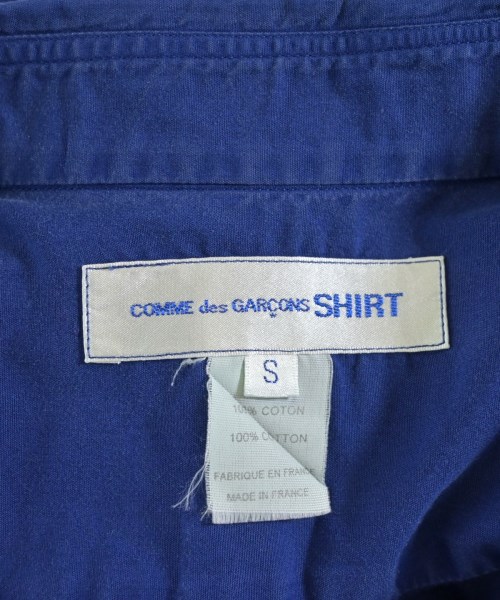 COMME des GARÇONS SHIRT
S
100% COTON
100% COTTON
FABRIQUE EN FRANCE
MADE IN FRANCE